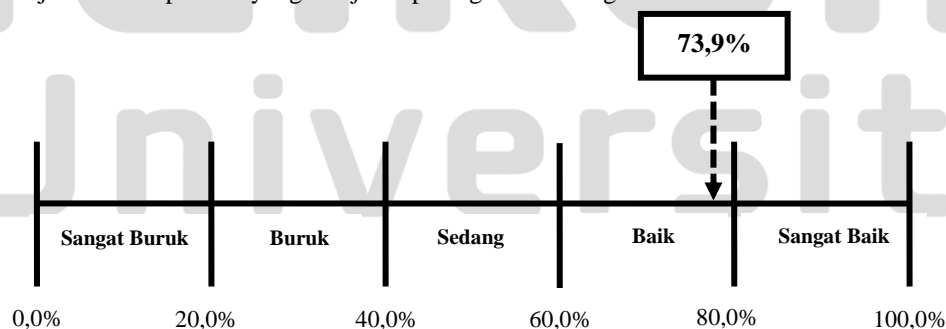 73,9%
Universit
Sangat Buruk Buruk Sedang Baik Sangat Baik
0,0% 20,0% 40,0% 60,0% 80,0% 100,0%